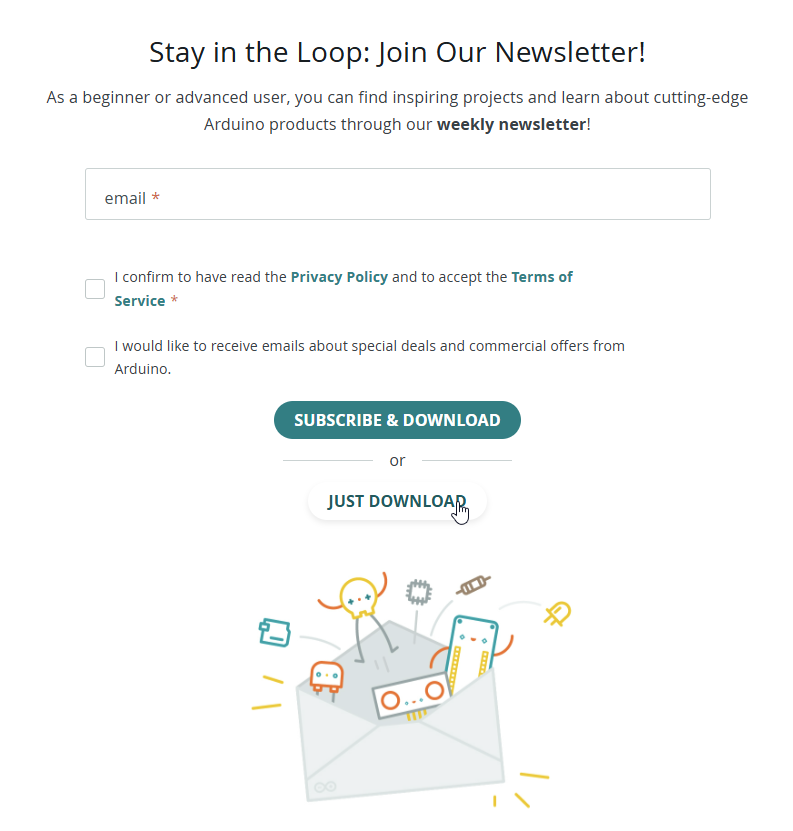 Stay in the Loop: Join Our Newsletter!
As a beginner or advanced user, you can find inspiring projects and learn about cutting-edge
Arduino products through our weekly newsletter!
email *
I confirm to have read the Privacy Policy and to accept the Terms of
Service *
I would like to receive emails about special deals and commercial offers from
Arduino.
SUBSCRIBE & DOWNLOAD
or
JUST DOWNLOAD